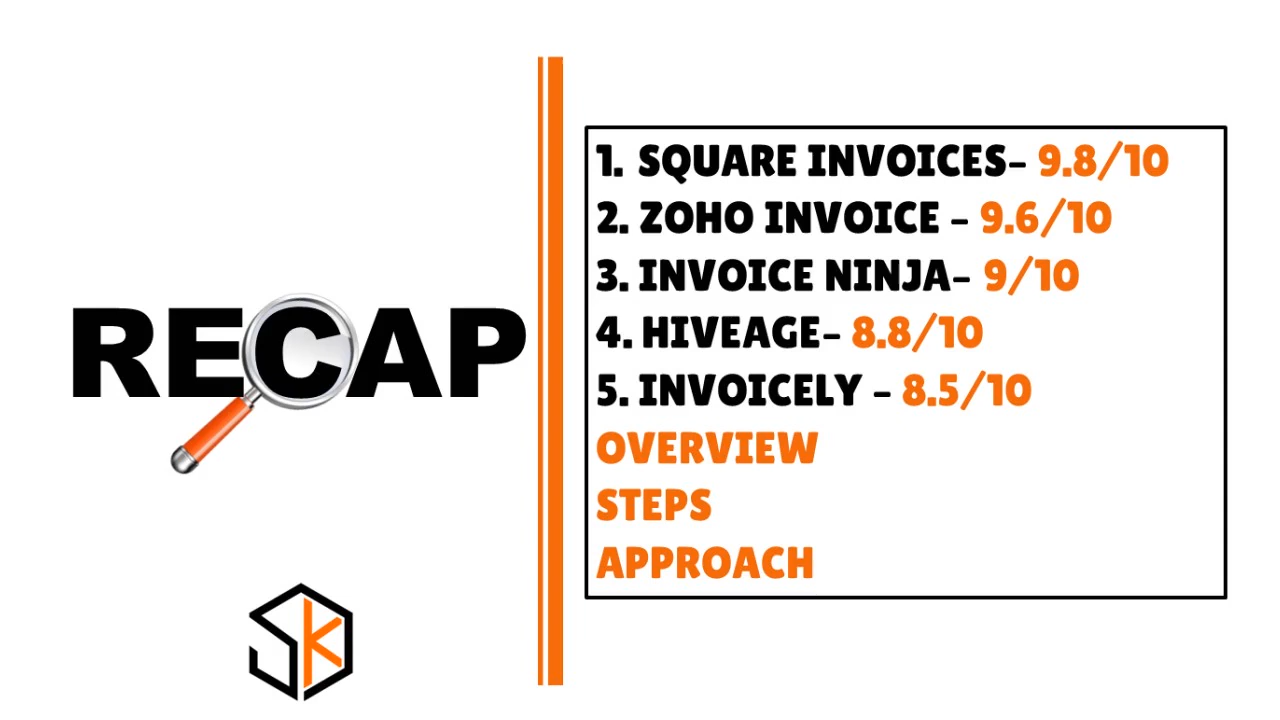 RECAP
1. SQUARE INVOICES– 9.8/10
2. ZOHO INVOICE – 9.6/10
3. INVOICE NINJA– 9/10
4. HIVEAGE– 8.8/10
5. INVOICELY – 8.5/10
OVERVIEW
STEPS
APPROACH
SK